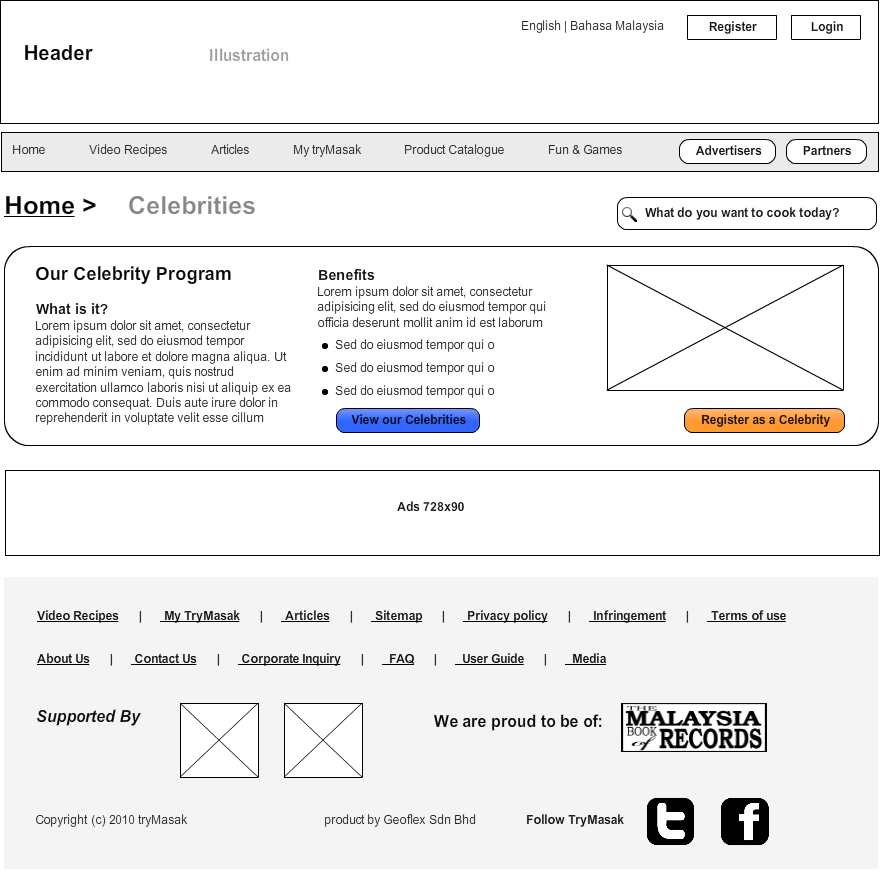 English | Bahasa Malaysia
Register
Login
Header
Illustration
Home
Video Recipes
Articles
My tryMasak
Product Catalogue
Fun & Games
Advertisers
Partners
Home >
Celebrities
What do you want to cook today?
Our Celebrity Program
What is it?
Lorem ipsum dolor sit amet, consectetur
adipisicing elit, sed do eiusmod tempor
incididunt ut labore et dolore magna aliqua. Ut
enim ad minim veniam, quis nostrud
exercitation ullamco laboris nisi ut aliquip ex ea
commodo consequat. Duis aute irure dolor in
reprehenderit in voluptate velit esse cillum
Benefits
Lorem ipsum dolor sit amet, consectetur
adipisicing elit, sed do eiusmod tempor qui
officia deserunt mollit anim id est laborum
Sed do eiusmod tempor qui o
Sed do eiusmod tempor qui o
Sed do eiusmod tempor qui o
View our Celebrities
Register as a Celebrity
Ads 728x90
Video Recipes | My TryMasak | Articles | Sitemap | Privacy policy | Infringement | Terms of use
About Us | Contact Us | Corporate Inquiry | FAQ | User Guide | Media
Supported By
We are proud to be of:
THE
MALAYSIA
BOOK of RECORDS
Copyright (c) 2010 tryMasak
product by Geoflex Sdn Bhd
Follow TryMasak
t
f